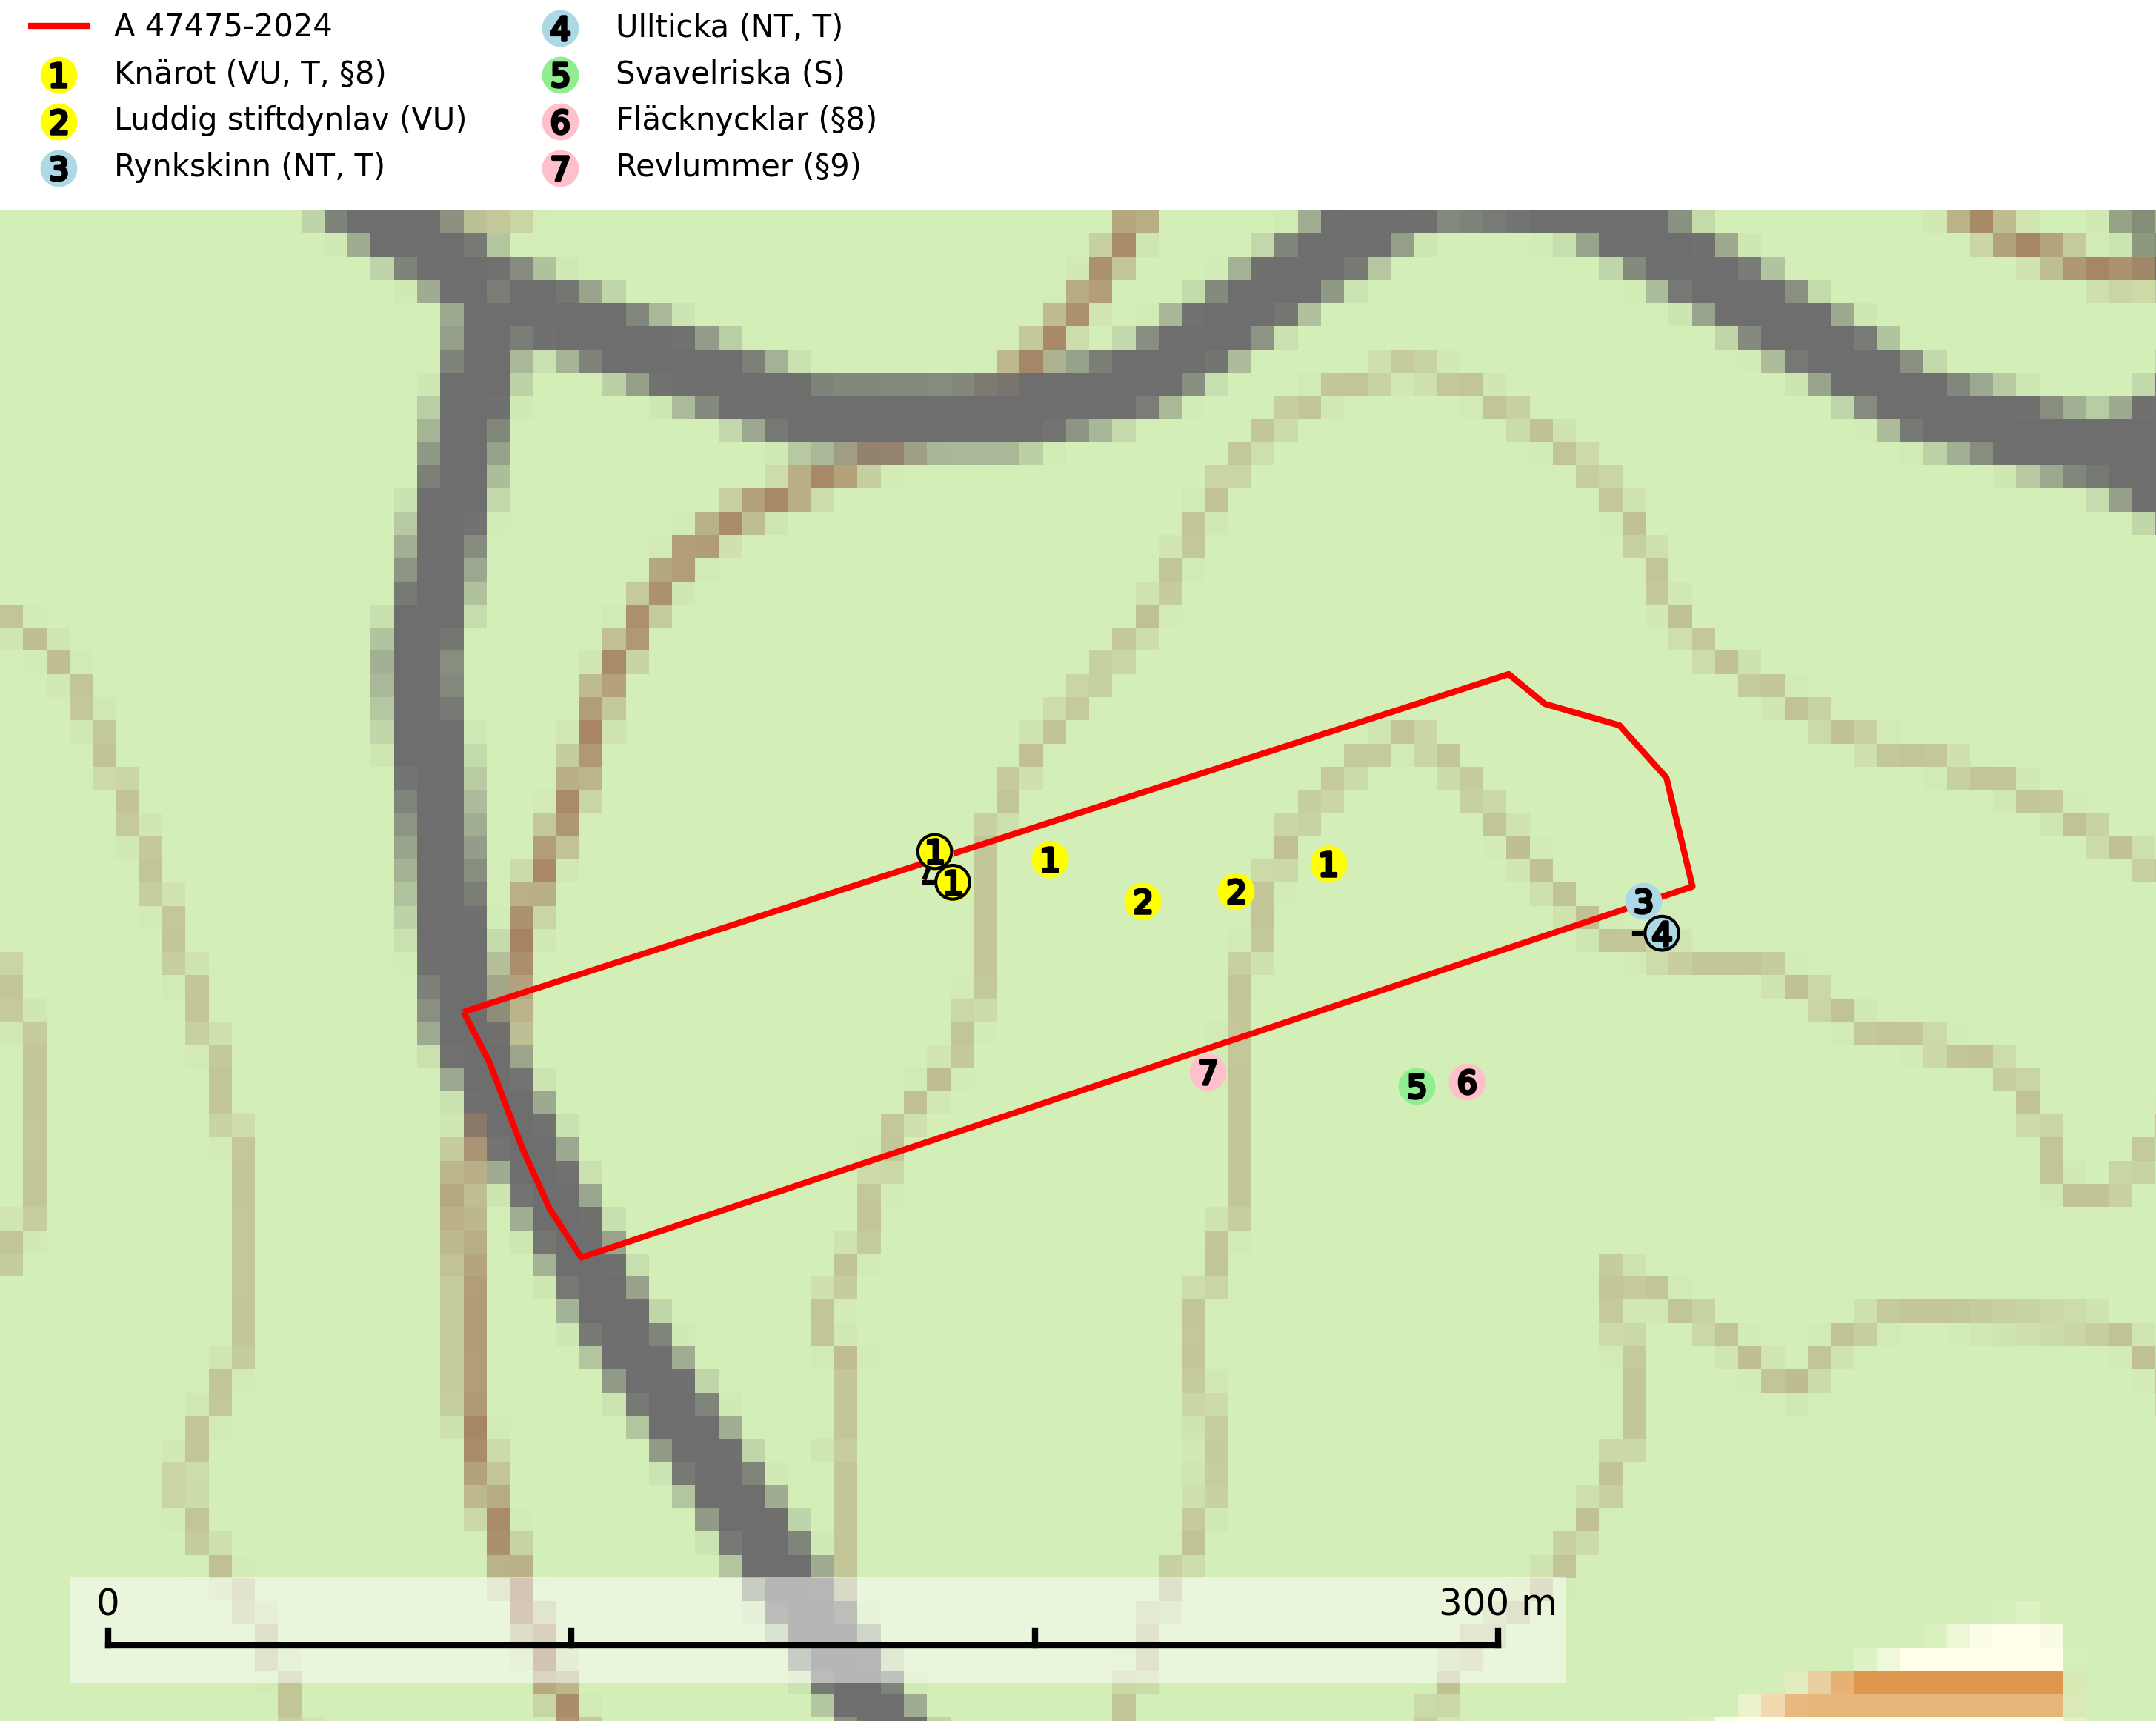 A 47475-2024
1 Knärot (VU, T, §8)
2 Luddig stiftdynlav (VU)
3 Rynkskinn (NT, T)
4 Ullticka (NT, T)
5 Svavelriska (S)
6 Fläcknycklar (§8)
7 Revlummer (§9)
1
1
1
1
2
2
3
4
7
5
6
0
300 m